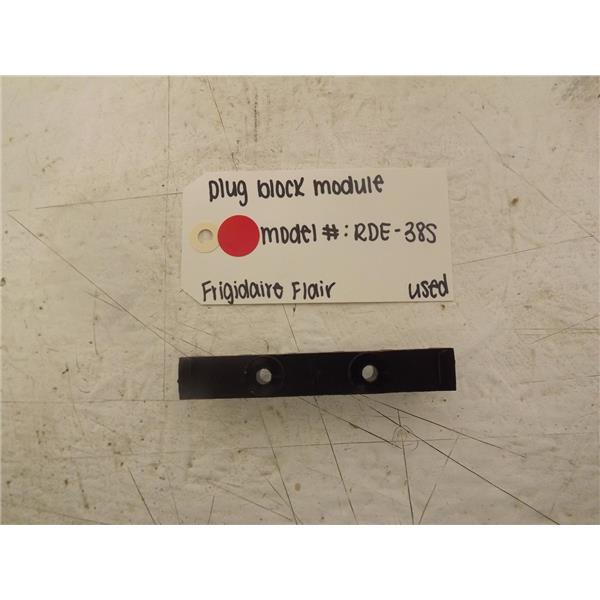 plug block module
model #: RDE-38S
Frigidaire Flair used